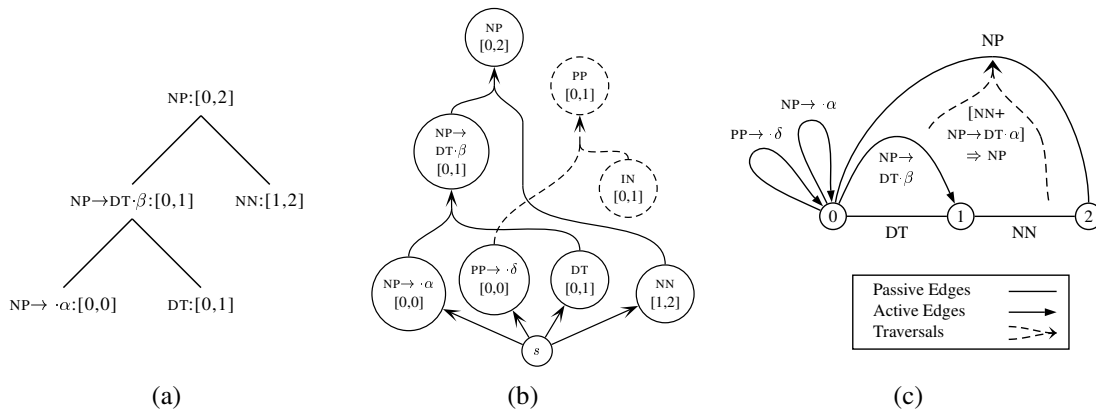 NP:[0,2]
NP→DT·β:[0,1]
NN:[1,2]
NP→ ·α:[0,0]
DT:[0,1]
(a)
NP
[0,2]
PP
[0,1]
NP→
DT·β
[0,1]
IN
[0,1]
NP→ ·α
[0,0]
PP→ ·δ
[0,0]
DT
[0,1]
NN
[1,2]
s
(b)
NP
NP→ ·α
PP→ ·δ
[NN+
NP→DT·α]
⇒ NP
NP→
DT·β
0
1
2
DT
NN
Passive Edges
Active Edges
Traversals
(c)